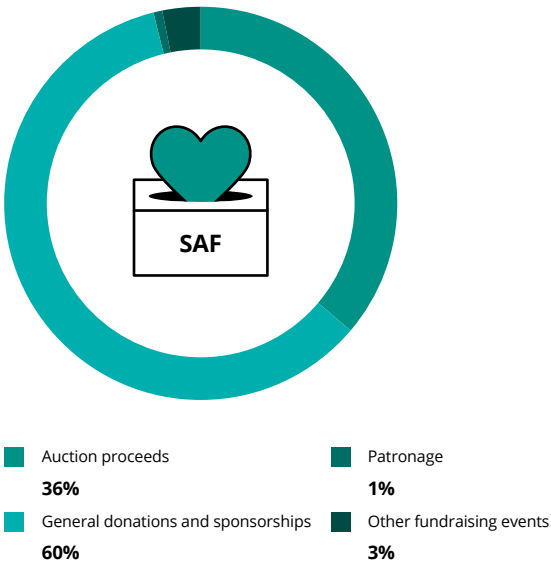 SAF
Auction proceeds
36%
General donations and sponsorships
60%
Patronage
1%
Other fundraising events
3%